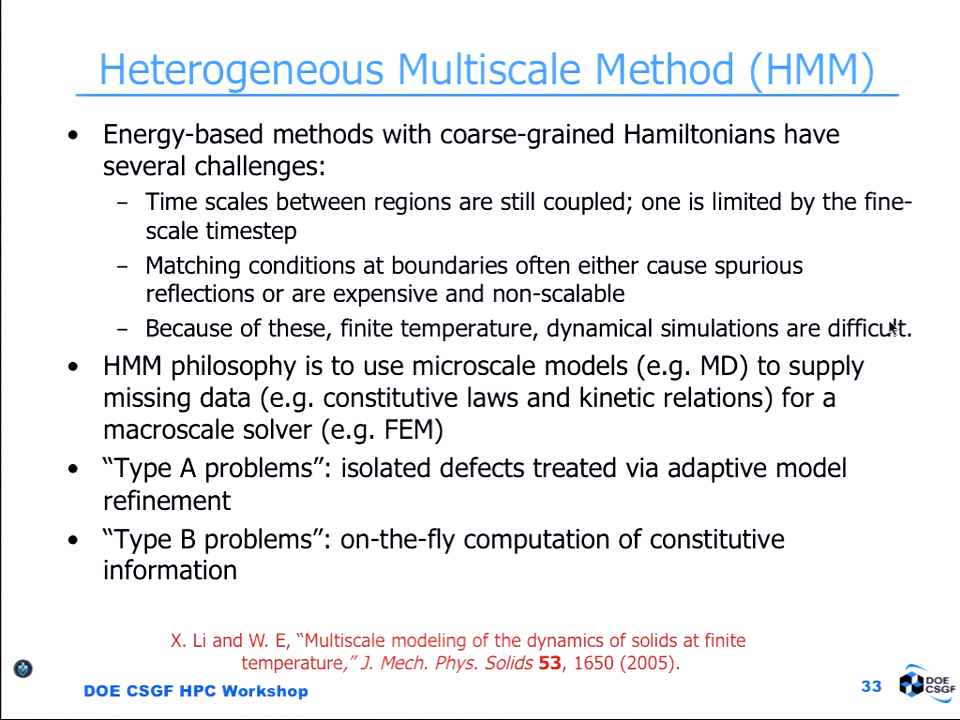 Heterogeneous Multiscale Method (HMM)
• Energy-based methods with coarse-grained Hamiltonians have
several challenges:
– Time scales between regions are still coupled; one is limited by the fine-
scale timestep
– Matching conditions at boundaries often either cause spurious
reflections or are expensive and non-scalable
– Because of these, finite temperature, dynamical simulations are difficult.
• HMM philosophy is to use microscale models (e.g. MD) to supply
missing data (e.g. constitutive laws and kinetic relations) for a
macroscale solver (e.g. FEM)
• “Type A problems”: isolated defects treated via adaptive model
refinement
• “Type B problems”: on-the-fly computation of constitutive
information
X. Li and W. E, “Multiscale modeling of the dynamics of solids at finite
temperature,” J. Mech. Phys. Solids 53, 1650 (2005).
DOE CSGF HPC Workshop
33
DOE
CSGF